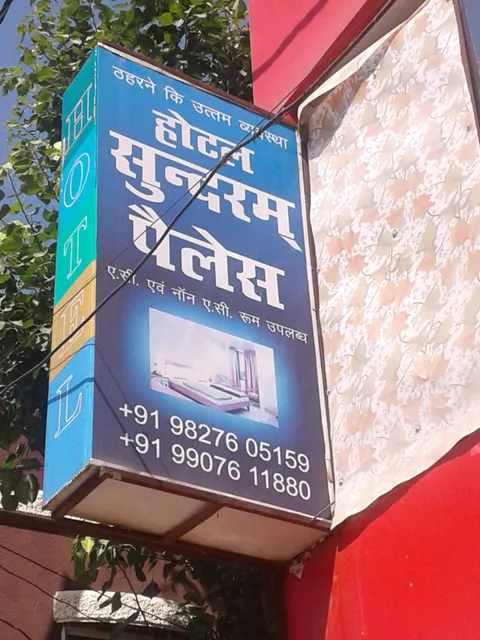 ठहरने कि उत्तम व्यवस्था
होटल
सुन्दरम्
पैलेस
ए.सी. एवं नॉन ए.सी. रूम उपलब्ध
+91 98276 05159
+91 99076 11880
HOTEL